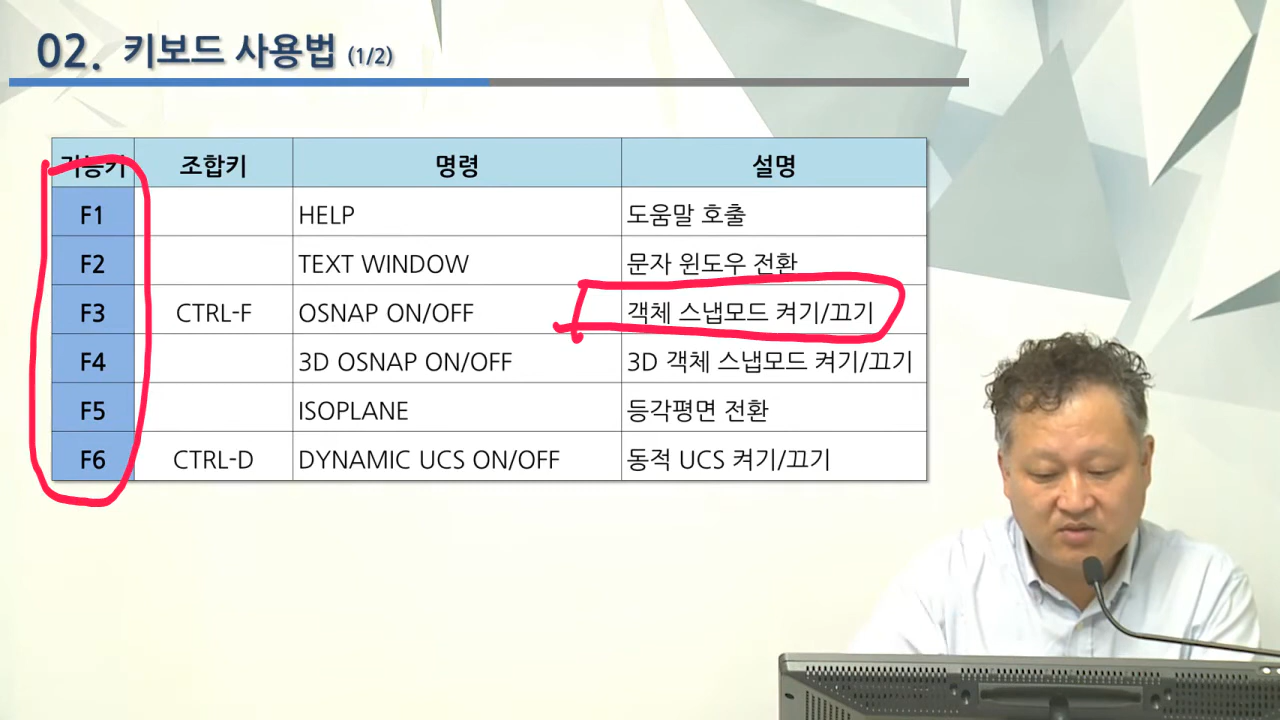 02. 키보드 사용법 (1/2)
기능키 조합키 명령 설명
F1 HELP 도움말 호출
F2 TEXT WINDOW 문자 윈도우 전환
F3 CTRL-F OSNAP ON/OFF 객체 스냅모드 켜기/끄기
F4 3D OSNAP ON/OFF 3D 객체 스냅모드 켜기/끄기
F5 ISOPLANE 등각평면 전환
F6 CTRL-D DYNAMIC UCS ON/OFF 동적 UCS 켜기/끄기